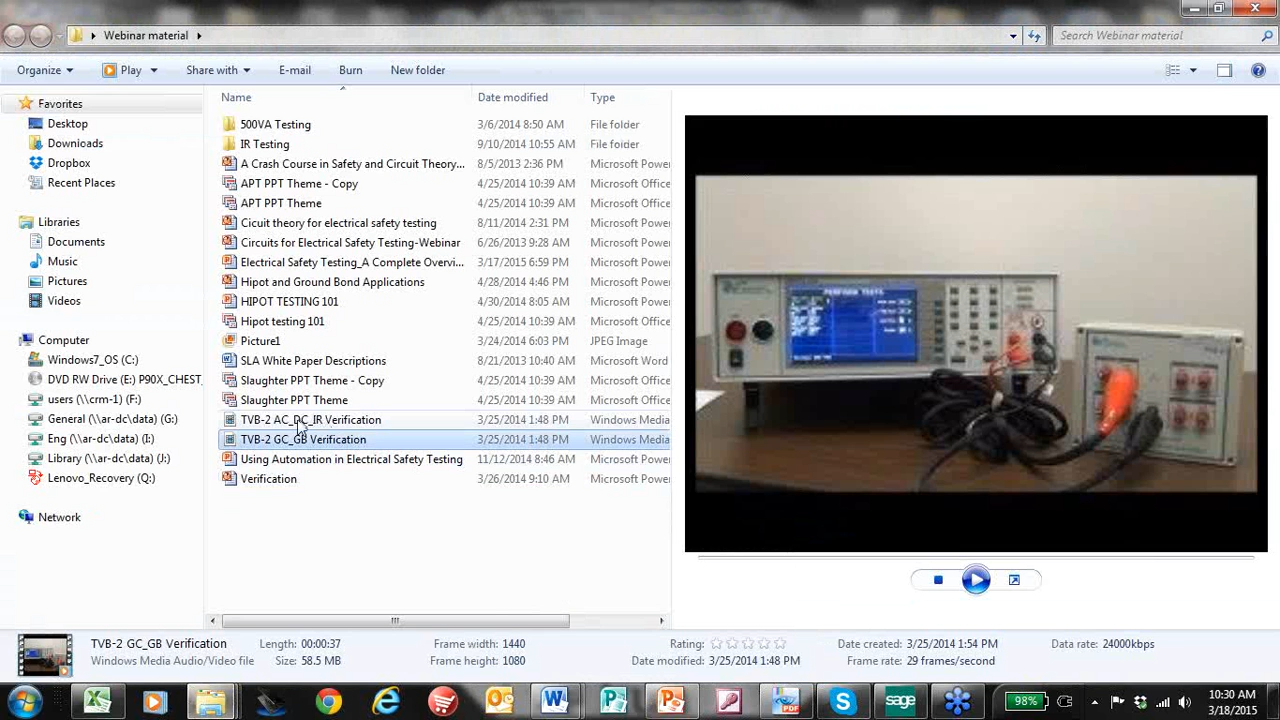 Webinar material
Search Webinar material
Organize Play Share with E-mail Burn New folder
Name Date modified Type
Favorites
Desktop
Downloads
Dropbox
Recent Places
Libraries
Documents
Music
Pictures
Videos
Computer
Windows7_OS (C:)
DVD RW Drive (E:) P90X_CHEST_
users (\\crm-1) (F:)
General (\\ar-dc\data) (G:)
Eng (\\ar-dc\data) (I:)
Library (\\ar-dc\data) (J:)
Lenovo_Recovery (Q:)
Network
500VA Testing 3/6/2014 8:50 AM File folder
IR Testing 9/10/2014 10:55 AM File folder
A Crash Course in Safety and Circuit Theory... 8/5/2013 2:36 PM Microsoft Power
APT PPT Theme - Copy 4/25/2014 10:39 AM Microsoft Office
APT PPT Theme 4/25/2014 10:39 AM Microsoft Office
Cicuit theory for electrical safety testing 8/11/2014 2:31 PM Microsoft Power
Circuits for Electrical Safety Testing-Webinar 6/26/2013 9:28 AM Microsoft Power
Electrical Safety Testing_A Complete Overvi... 3/17/2015 6:59 PM Microsoft Power
Hipot and Ground Bond Applications 4/28/2014 4:46 PM Microsoft Power
HIPOT TESTING 101 4/30/2014 8:05 AM Microsoft Power
Hipot testing 101 4/25/2014 10:39 AM Microsoft Office
Picture1 3/24/2014 6:03 PM JPEG Image
SLA White Paper Descriptions 8/21/2013 10:40 AM Microsoft Word
Slaughter PPT Theme - Copy 4/25/2014 10:39 AM Microsoft Office
Slaughter PPT Theme 4/25/2014 10:39 AM Microsoft Office
TVB-2 AC_DC_IR Verification 3/25/2014 1:48 PM Windows Media
TVB-2 GC_GB Verification 3/25/2014 1:48 PM Windows Media
Using Automation in Electrical Safety Testing 11/12/2014 8:46 AM Microsoft Power
Verification 3/26/2014 9:10 AM Microsoft Power
PERFORM TESTS
TVB-2 GC_GB Verification Length: 00:00:37 Frame width: 1440 Rating: Date created: 3/25/2014 1:54 PM Data rate: 24000kbps
Windows Media Audio/Video file Size: 58.5 MB Frame height: 1080 Date modified: 3/25/2014 1:48 PM Frame rate: 29 frames/second
sage
PDF
98%
10:30 AM
3/18/2015